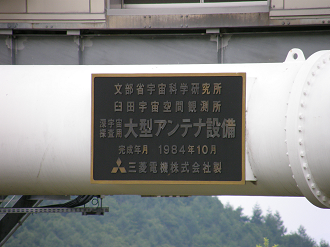 文部省宇宙科学研究所
臼田宇宙空間観測所
深宇宙探査用 大型アンテナ設備
完成年月 1984年10月
三菱電機株式会社製